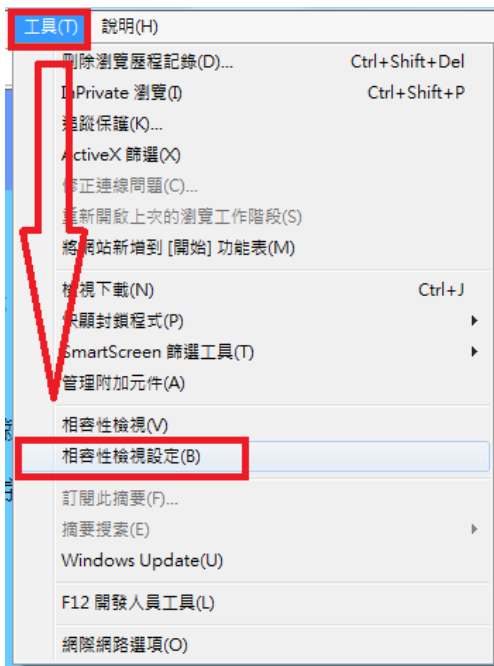 工具(T) 說明(H)
刪除瀏覽歷程記錄(D)... Ctrl+Shift+Del
InPrivate 瀏覽(I) Ctrl+Shift+P
追蹤保護(K)...
ActiveX 篩選(X)
修正連線問題(C)...
重新開啟上次的瀏覽工作階段(S)
將網站新增到 [開始] 功能表(M)
檢視下載(N) Ctrl+J
快顯封鎖程式(P)
SmartScreen 篩選工具(T)
管理附加元件(A)
相容性檢視(V)
相容性檢視設定(B)
訂閱此摘要(F)...
摘要搜索(E)
Windows Update(U)
F12 開發人員工具(L)
網際網路選項(O)